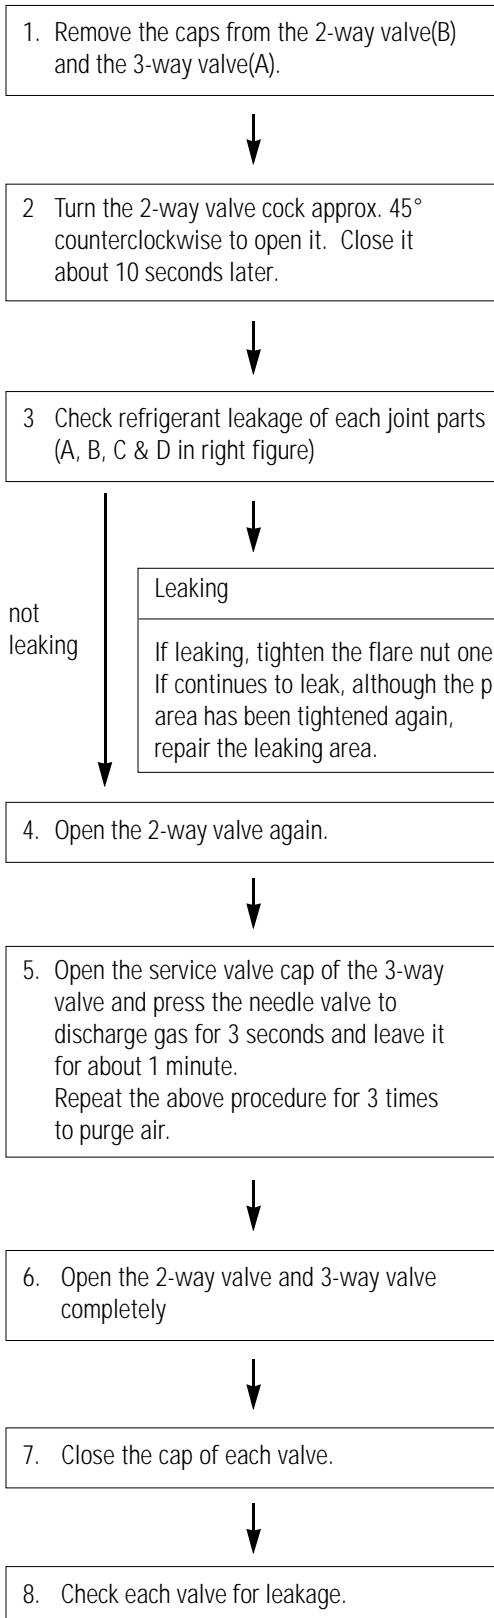 1. Remove the caps from the 2-way valve(B)
and the 3-way valve(A).
2 Turn the 2-way valve cock approx. 45°
counterclockwise to open it. Close it
about 10 seconds later.
3 Check refrigerant leakage of each joint parts
(A, B, C & D in right figure)
not
leaking
Leaking
If leaking, tighten the flare nut one
If continues to leak, although the p
area has been tightened again,
repair the leaking area.
4. Open the 2-way valve again.
5. Open the service valve cap of the 3-way
valve and press the needle valve to
discharge gas for 3 seconds and leave it
for about 1 minute.
Repeat the above procedure for 3 times
to purge air.
6. Open the 2-way valve and 3-way valve
completely
7. Close the cap of each valve.
8. Check each valve for leakage.